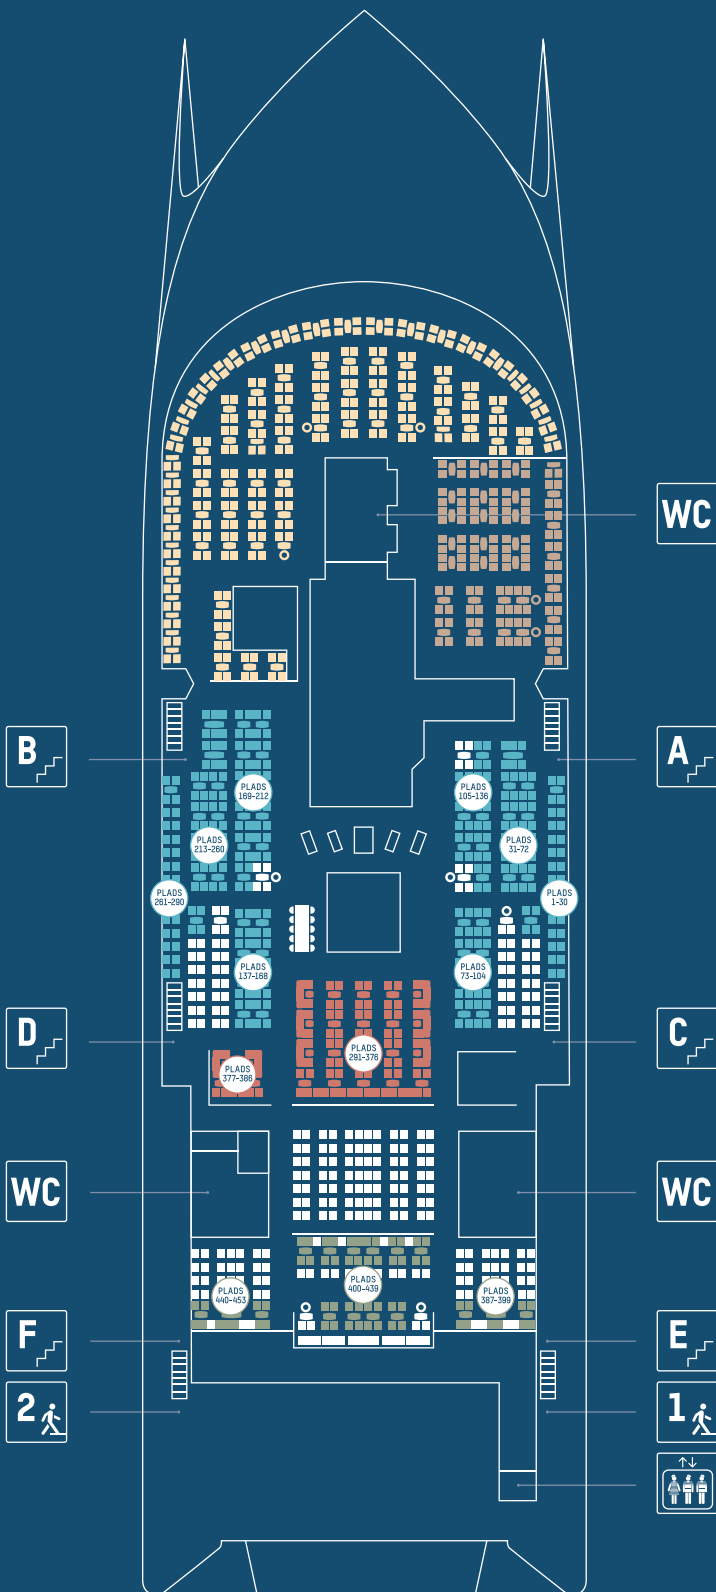 WC
B
A
PLADS
169-212
PLADS
105-136
PLADS
213-260
PLADS
31-72
PLADS
261-290
PLADS
1-30
PLADS
137-168
PLADS
73-104
D
C
PLADS
291-376
PLADS
377-386
WC
WC
PLADS
400-439
PLADS
440-453
PLADS
387-399
F
E
2
1